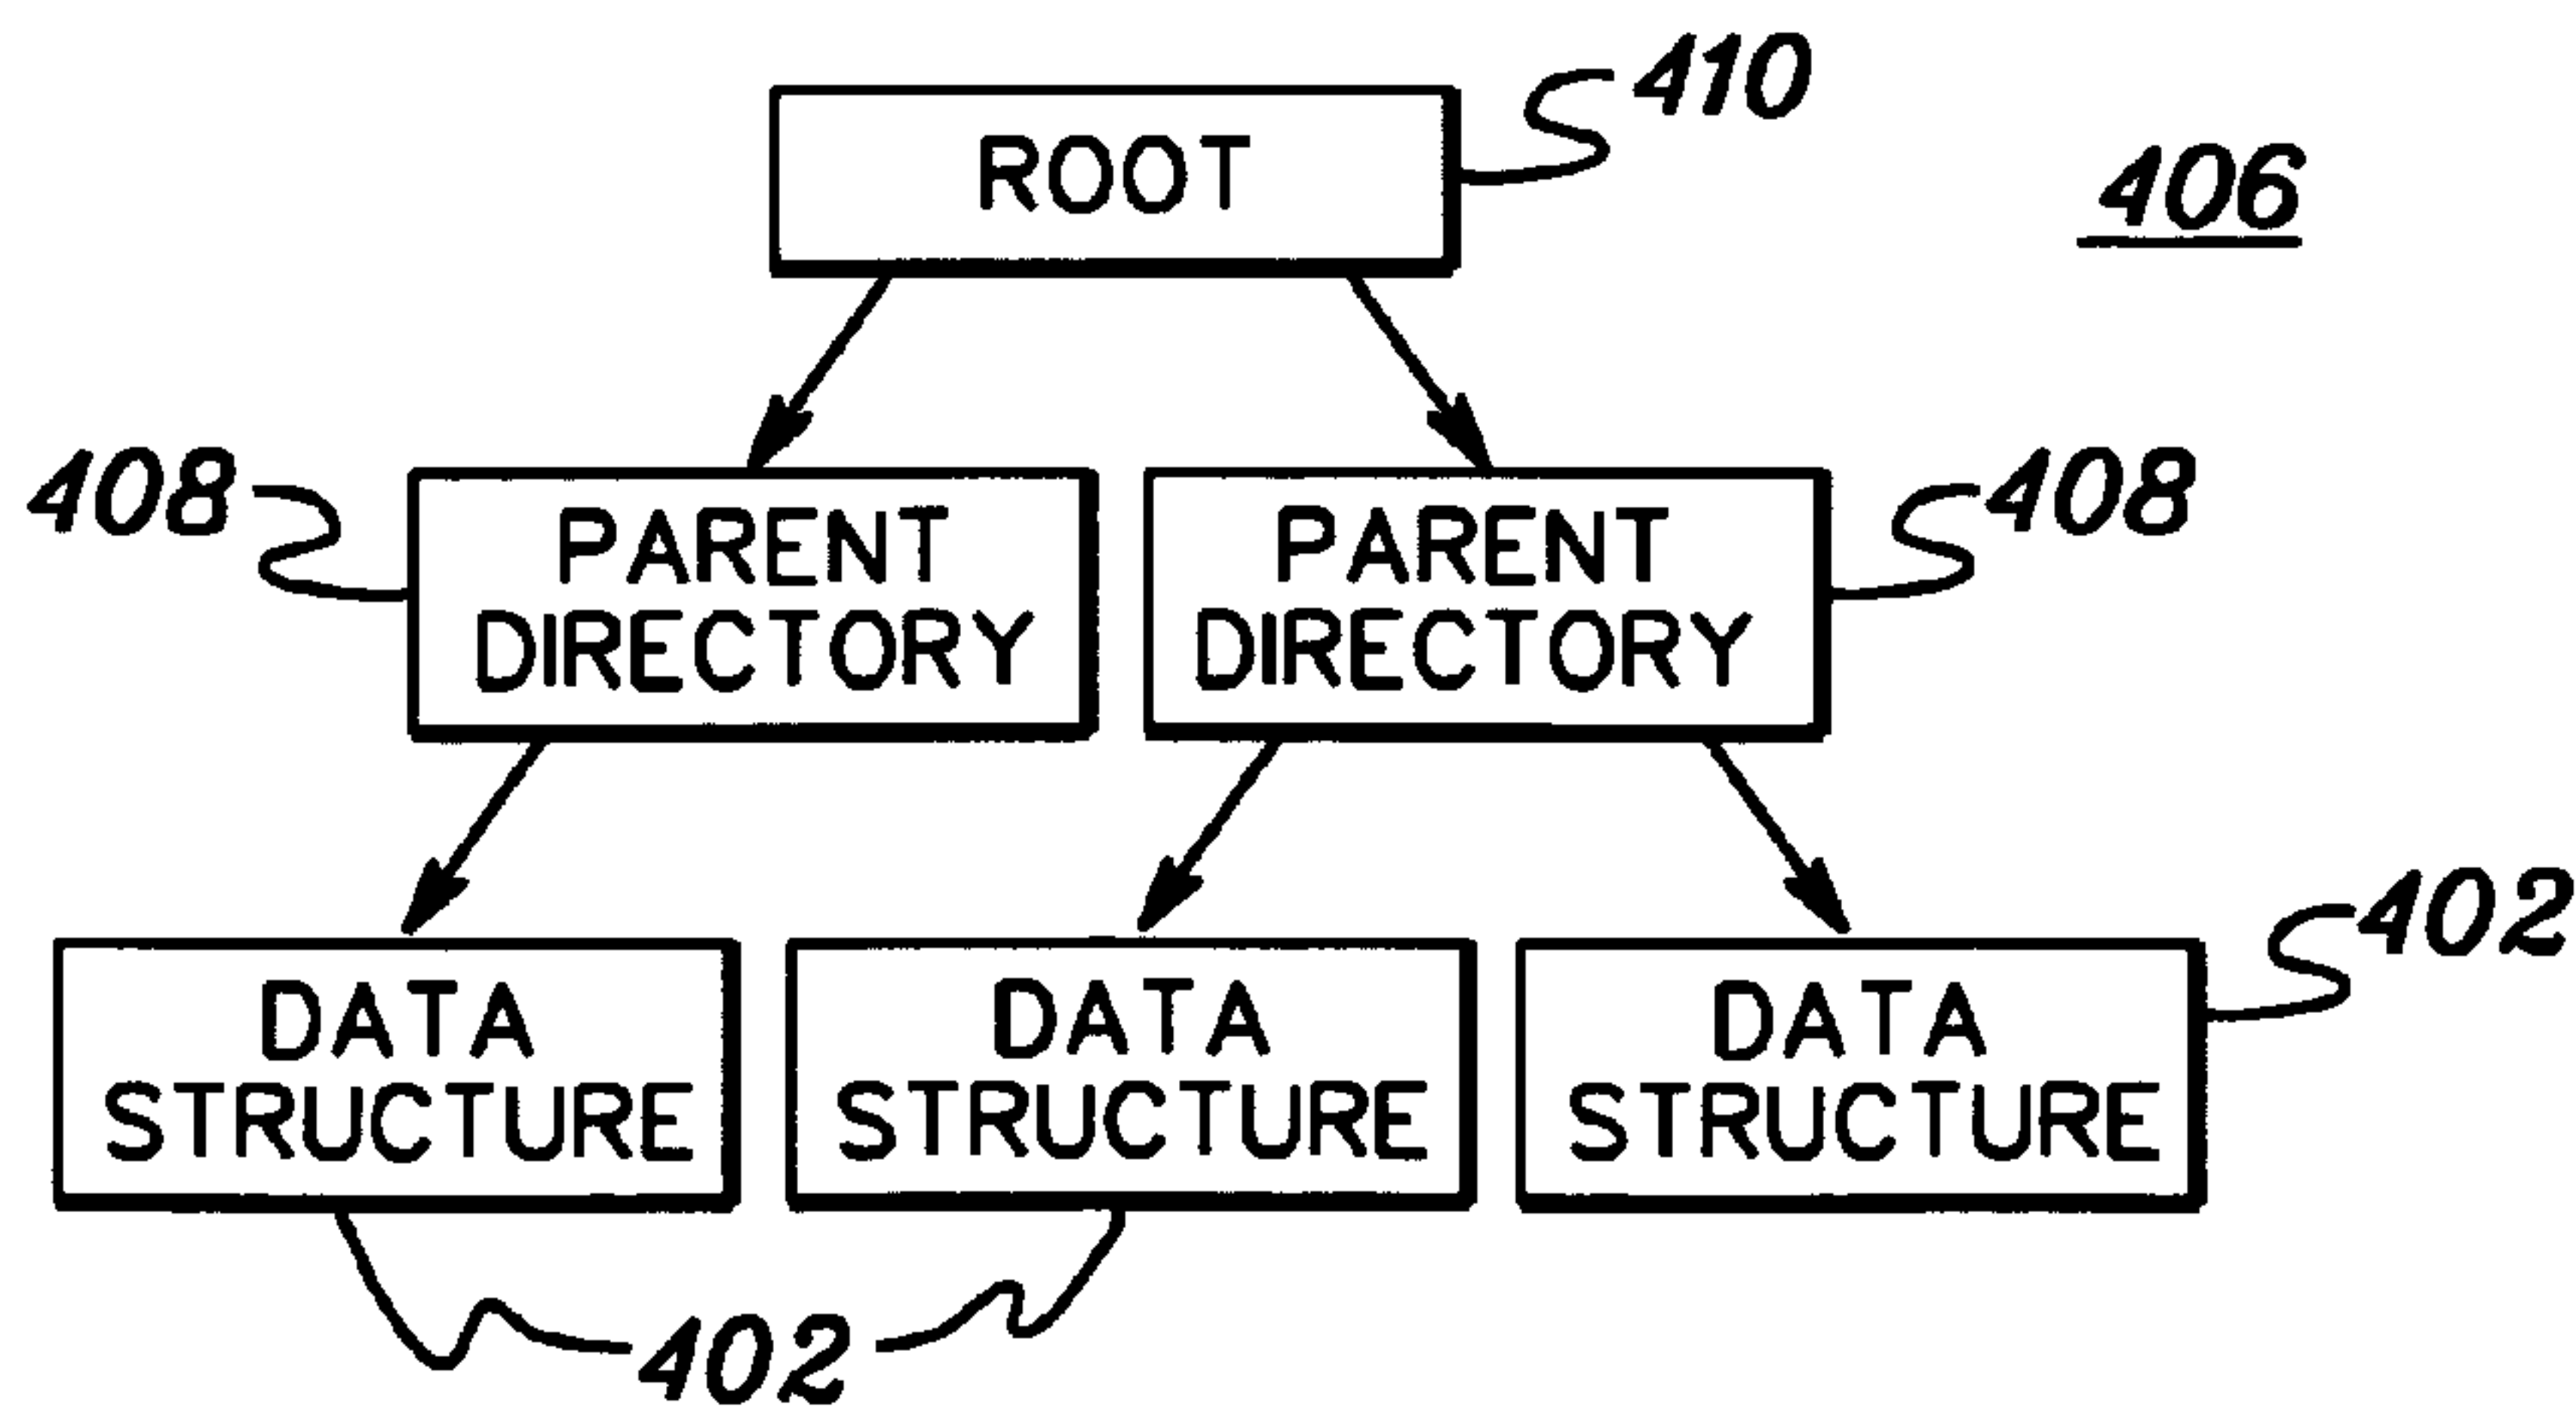 410
ROOT
406
408
PARENT
DIRECTORY
PARENT
DIRECTORY
408
402
DATA
STRUCTURE
DATA
STRUCTURE
DATA
STRUCTURE
402